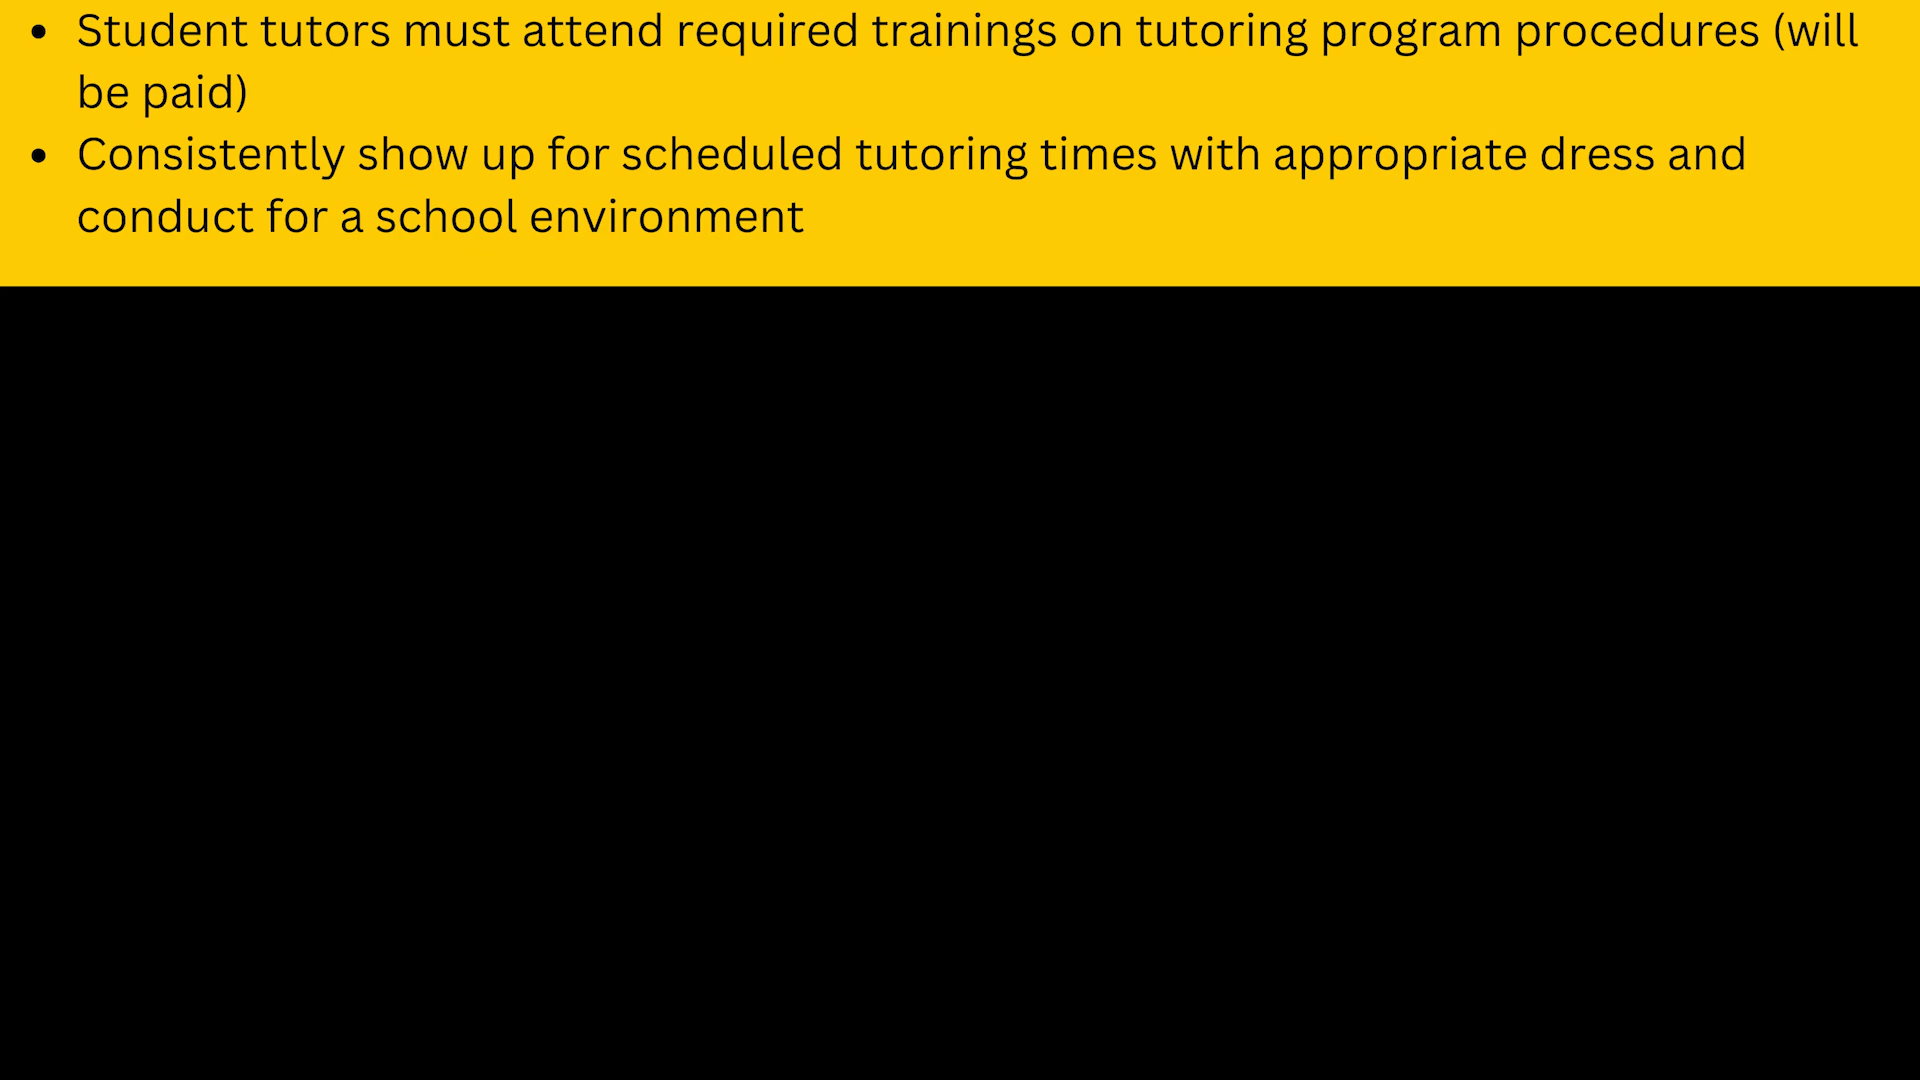 • Student tutors must attend required trainings on tutoring program procedures (will
be paid)
• Consistently show up for scheduled tutoring times with appropriate dress and
conduct for a school environment